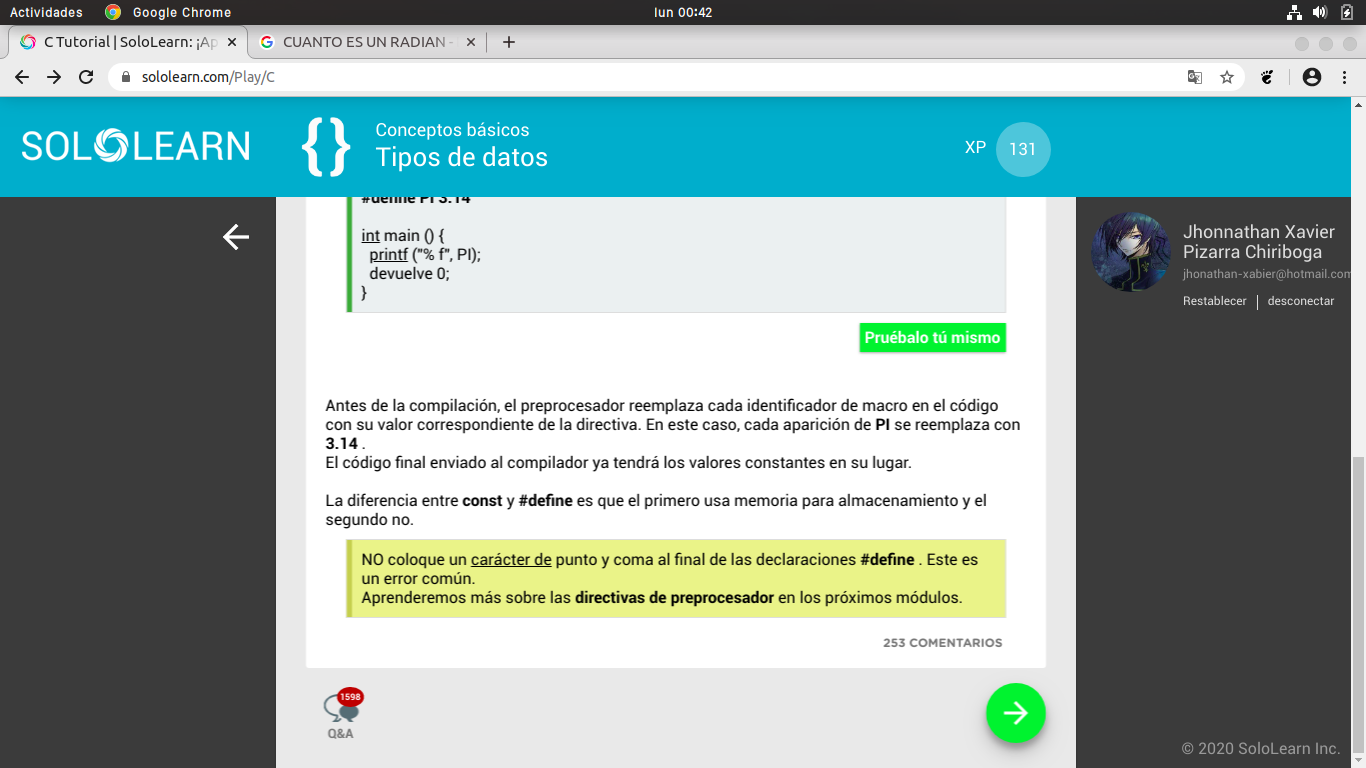 Actividades Google Chrome lun 00:42
C Tutorial | SoloLearn: ¡Ap CUANTO ES UN RADIAN -
sololearn.com/Play/C
SOLOLEARN
{ }
Conceptos básicos
Tipos de datos
XP 131
#define PI 3.14
int main () {
printf ("% f", PI);
devuelve 0;
}
Pruébalo tú mismo
Jhonnathan Xavier
Pizarra Chiriboga
jhonathan-xabier@hotmail.com
Restablecer desconectar
Antes de la compilación, el preprocesador reemplaza cada identificador de macro en el código
con su valor correspondiente de la directiva. En este caso, cada aparición de PI se reemplaza con
3.14 .
El código final enviado al compilador ya tendrá los valores constantes en su lugar.
La diferencia entre const y #define es que el primero usa memoria para almacenamiento y el
segundo no.
NO coloque un carácter de punto y coma al final de las declaraciones #define . Este es
un error común.
Aprenderemos más sobre las directivas de preprocesador en los próximos módulos.
253 COMENTARIOS
1598
Q&A
© 2020 SoloLearn Inc.